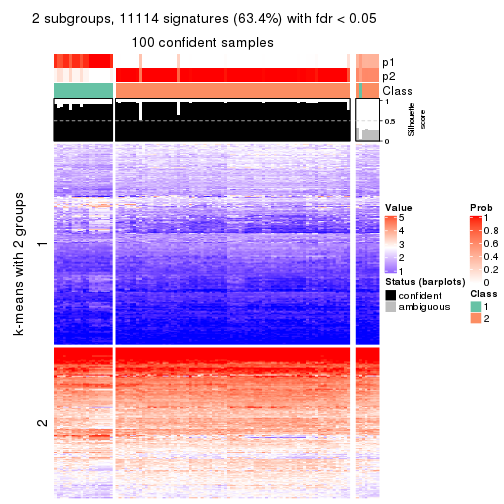 2 subgroups, 11114 signatures (63.4%) with fdr < 0.05
100 confident samples
p1
p2
Class
1
0.5
0
Silhouette
score
k-means with 2 groups
1
2
Value
5
4
3
2
1
Status (barplots)
confident
ambiguous
Prob
1
0.8
0.6
0.4
0.2
0
Class
1
2